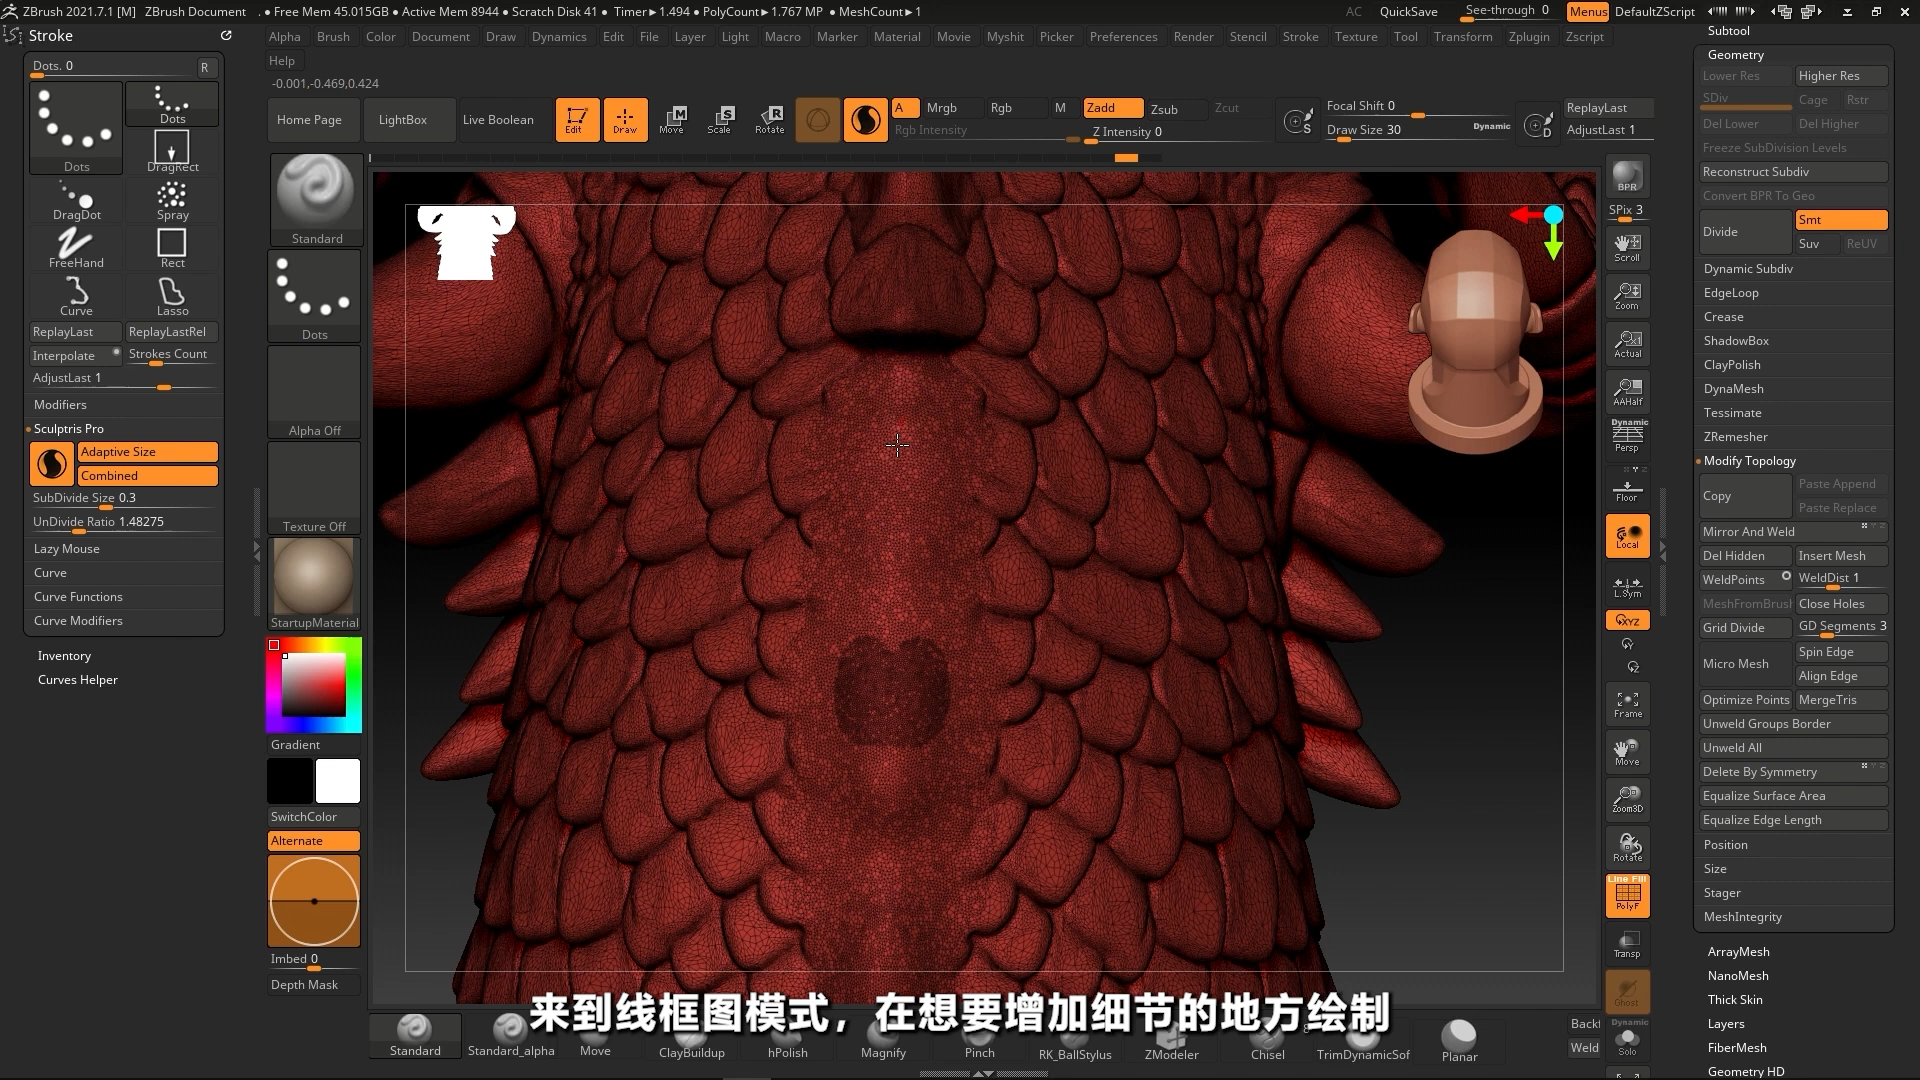 ZBrush 2021.7.1 [M] ZBrush Document . • Free Mem 45.015GB • Active Mem 8944 • Scratch Disk 41 • Timer▸1.494 • PolyCount▸1.767 MP • MeshCount▸1 AC QuickSave See-through 0 Menus DefaultZScript
Stroke
Alpha Brush Color Document Draw Dynamics Edit File Layer Light Macro Marker Material Movie Myshit Picker Preferences Render Stencil Stroke Texture Tool Transform Zplugin Zscript
Help
-0.001,-0.469,0.424
Home Page LightBox Live Boolean Edit Draw Move Scale Rotate
A Mrgb Rgb M Zadd Zsub Zcut
Rgb Intensity Z Intensity 0
Focal Shift 0
Draw Size 30 Dynamic
S
D
ReplayLast
AdjustLast 1
Dots. 0 R
Dots Dots
DragRect
DragDot Spray
FreeHand Rect
Curve Lasso
ReplayLast ReplayLastRel
Interpolate Strokes Count
AdjustLast 1
Modifiers
Sculptris Pro
Adaptive Size
Combined
SubDivide Size 0.3
UnDivide Ratio 1.48275
Lazy Mouse
Curve
Curve Functions
Curve Modifiers
Inventory
Curves Helper
Standard
Dots
Alpha Off
Texture Off
StartupMaterial
Gradient
SwitchColor
Alternate
Imbed 0
Depth Mask
BPR
SPix 3
Scroll
Zoom
Actual
AAHalf
Dynamic
Persp
Floor
Local
L.Sym
XYZ
Frame
Move
Zoom3D
Rotate
Line Fill
PolyF
Transp
Ghost
Dynamic
Solo
Subtool
Geometry
Lower Res Higher Res
SDiv Cage Rstr
Del Lower Del Higher
Freeze SubDivision Levels
Reconstruct Subdiv
Convert BPR To Geo
Divide Smt
Suv ReUV
Dynamic Subdiv
EdgeLoop
Crease
ShadowBox
ClayPolish
DynaMesh
Tessimate
ZRemesher
Modify Topology
Copy Paste Append
Paste Replace
Mirror And Weld
Del Hidden Insert Mesh
WeldPoints WeldDist 1
MeshFromBrush Close Holes
Grid Divide GD Segments 3
Micro Mesh Spin Edge
Align Edge
Optimize Points MergeTris
Unweld Groups Border
Unweld All
Delete By Symmetry
Equalize Surface Area
Equalize Edge Length
Position
Size
Stager
MeshIntegrity
ArrayMesh
NanoMesh
Thick Skin
Layers
FiberMesh
Geometry HD
来到线框图模式，在想要增加细节的地方绘制
Standard Standard_alpha Move ClayBuildup hPolish Magnify Pinch RK_BallStylus ZModeler Chisel TrimDynamicSof Planar
Backf
Weld